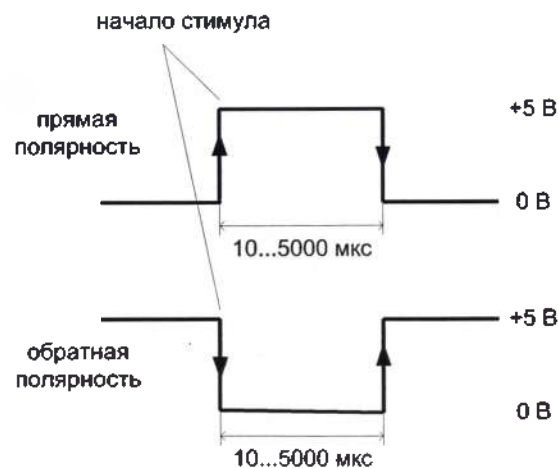 начало стимула
+5 В
прямая
полярность
0 В
10...5000 мкс
+5 В
обратная
полярность
0 В
10...5000 мкс